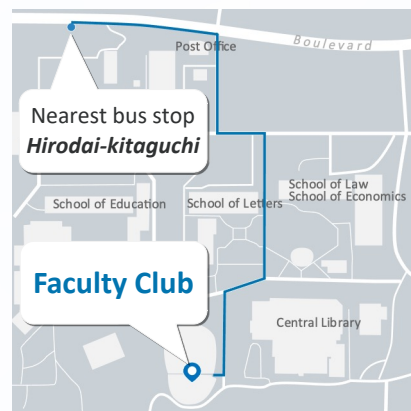 Post Office
Boulevard
Nearest bus stop
Hirodai-kitaguchi
School of Law
School of Economics
School of Education
School of Letters
Faculty Club
Central Library